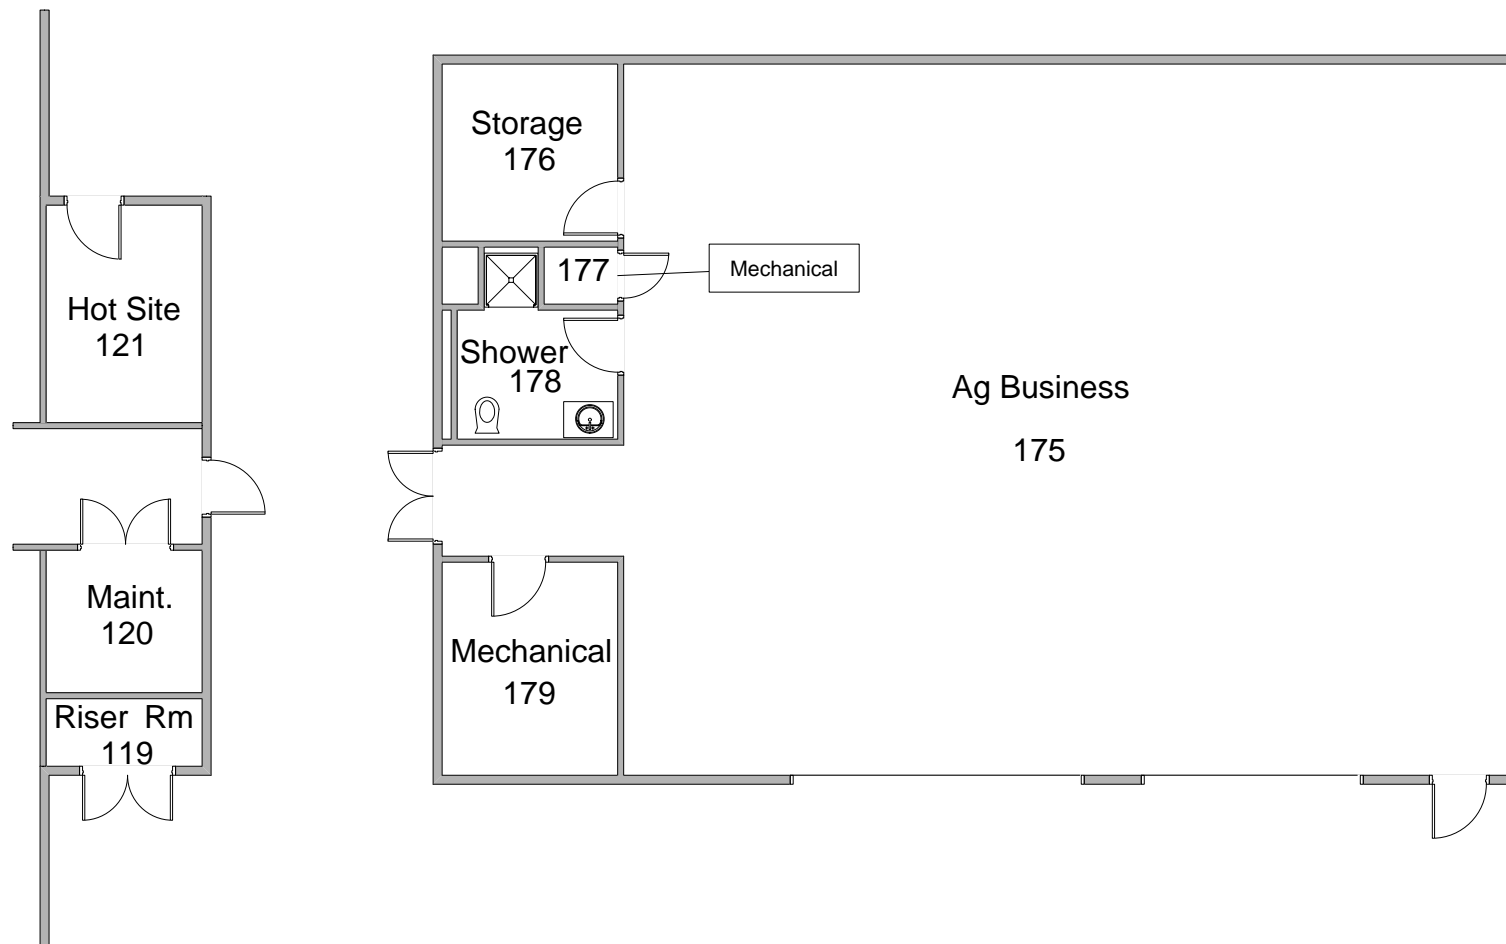 Storage
176
177
Mechanical
Hot Site
121
Shower
178
Ag Business
175
Maint.
120
Mechanical
179
Riser Rm
119